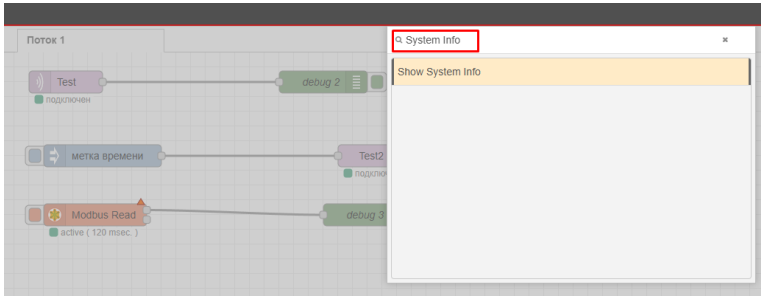 Поток 1
System Info
Show System Info
Test
debug 2
подключен
метка времени
Test2
подклю
Modbus Read
debug 3
active ( 120 msec. )